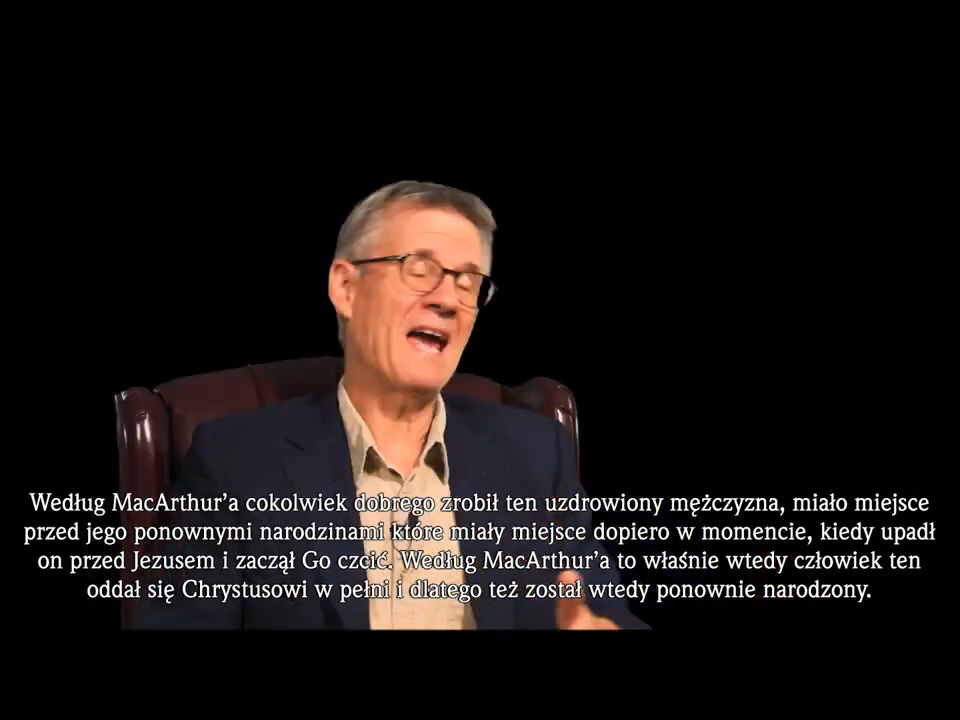 Według MacArthur’a cokolwiek dobrego zrobił ten uzdrowiony mężczyzna, miało miejsce
przed jego ponownymi narodzinami które miały miejsce dopiero w momencie, kiedy upadł
on przed Jezusem i zaczął Go czcić. Według MacArthur’a to właśnie wtedy człowiek ten
oddał się Chrystusowi w pełni i dlatego też został wtedy ponownie narodzony.